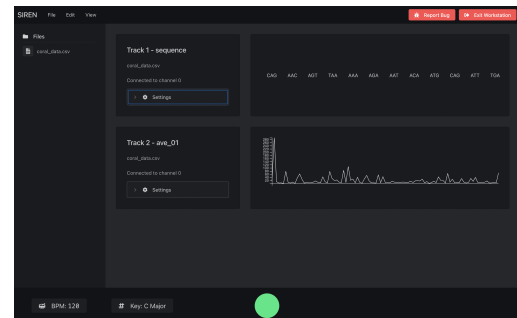 SIREN File Edit View Report Bug Exit Workstation
Files
coral_data.csv
Track 1 - sequence
coral_data.csv
Connected to channel 0
Settings
CAG AAC AGT TAA AAA AGA AAT ACA ATG CAG ATT TGA
Track 2 - ave_01
coral_data.csv
Connected to channel 0
Settings
BPM: 120
# Key: C Major